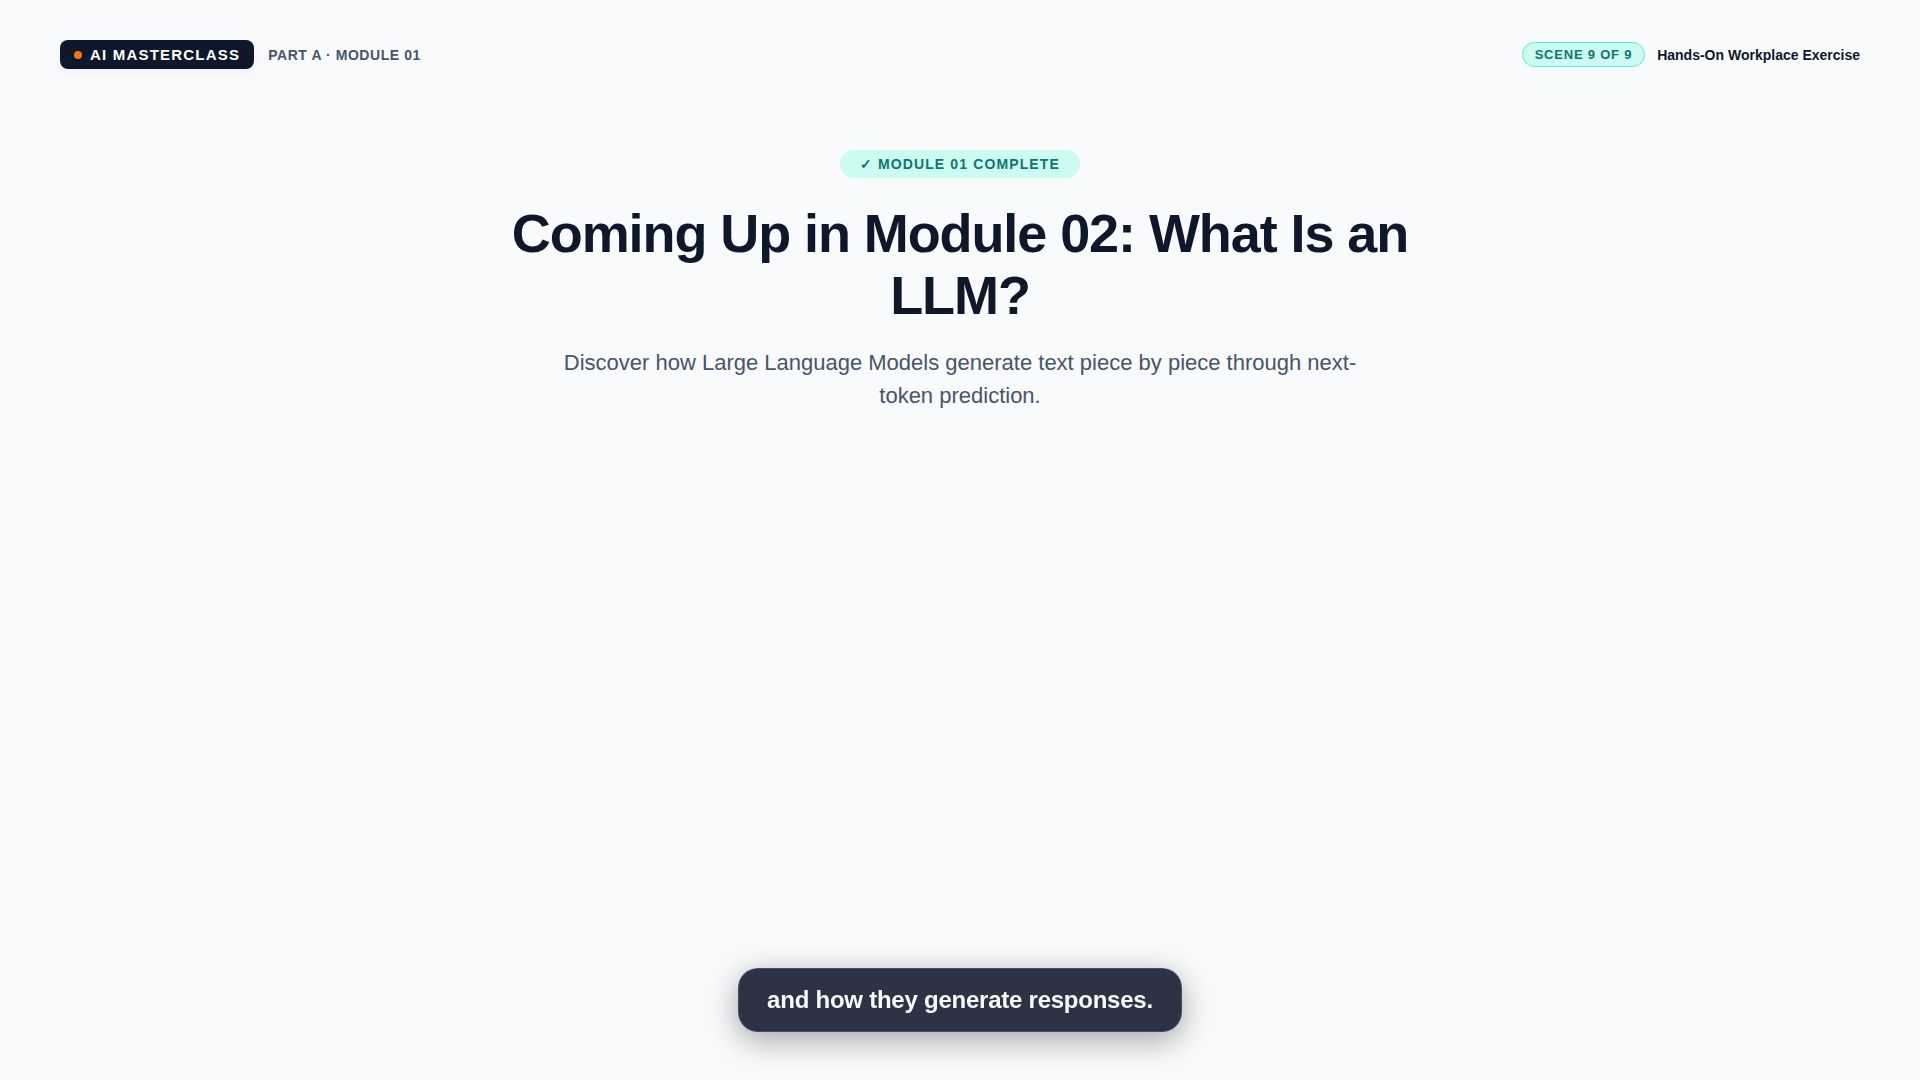 AI MASTERCLASS PART A · MODULE 01
SCENE 9 OF 9 Hands-On Workplace Exercise
✓ MODULE 01 COMPLETE
Coming Up in Module 02: What Is an
LLM?
Discover how Large Language Models generate text piece by piece through next-
token prediction.
and how they generate responses.